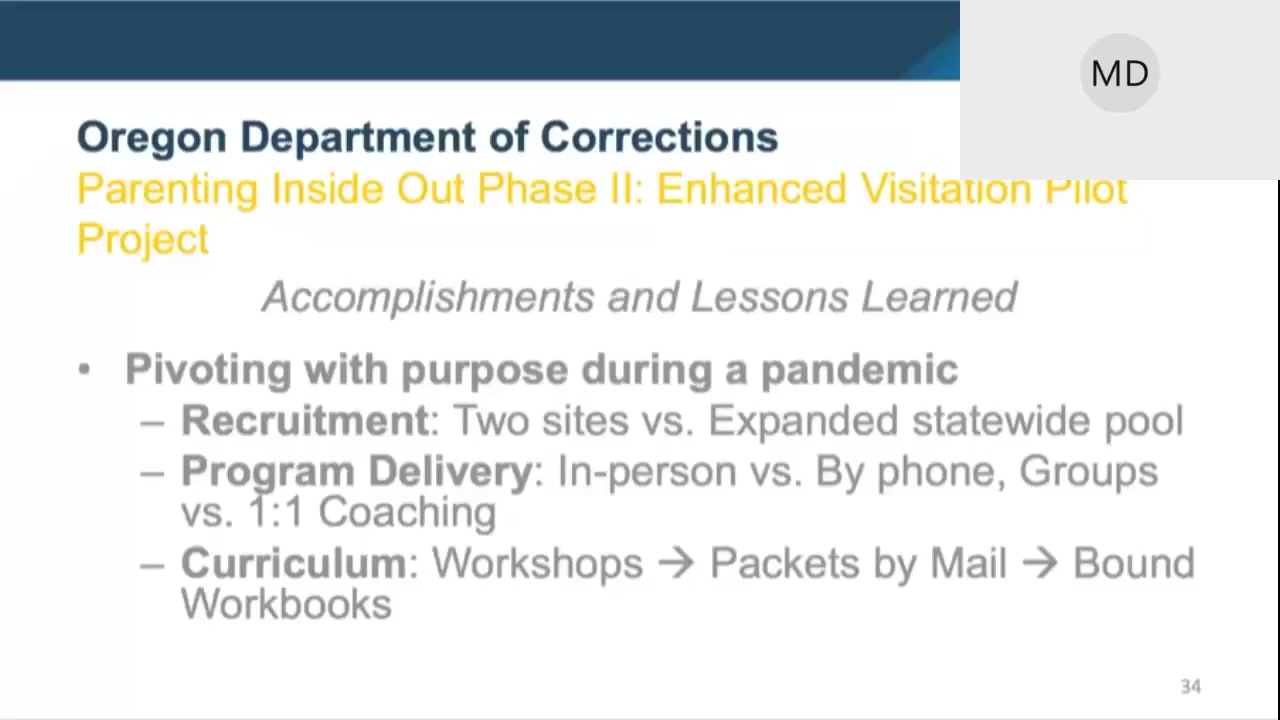 MD
Oregon Department of Corrections
Parenting Inside Out Phase II: Enhanced Visitation Pilot
Project
Accomplishments and Lessons Learned
• Pivoting with purpose during a pandemic
– Recruitment: Two sites vs. Expanded statewide pool
– Program Delivery: In-person vs. By phone, Groups
vs. 1:1 Coaching
– Curriculum: Workshops → Packets by Mail → Bound
Workbooks
34